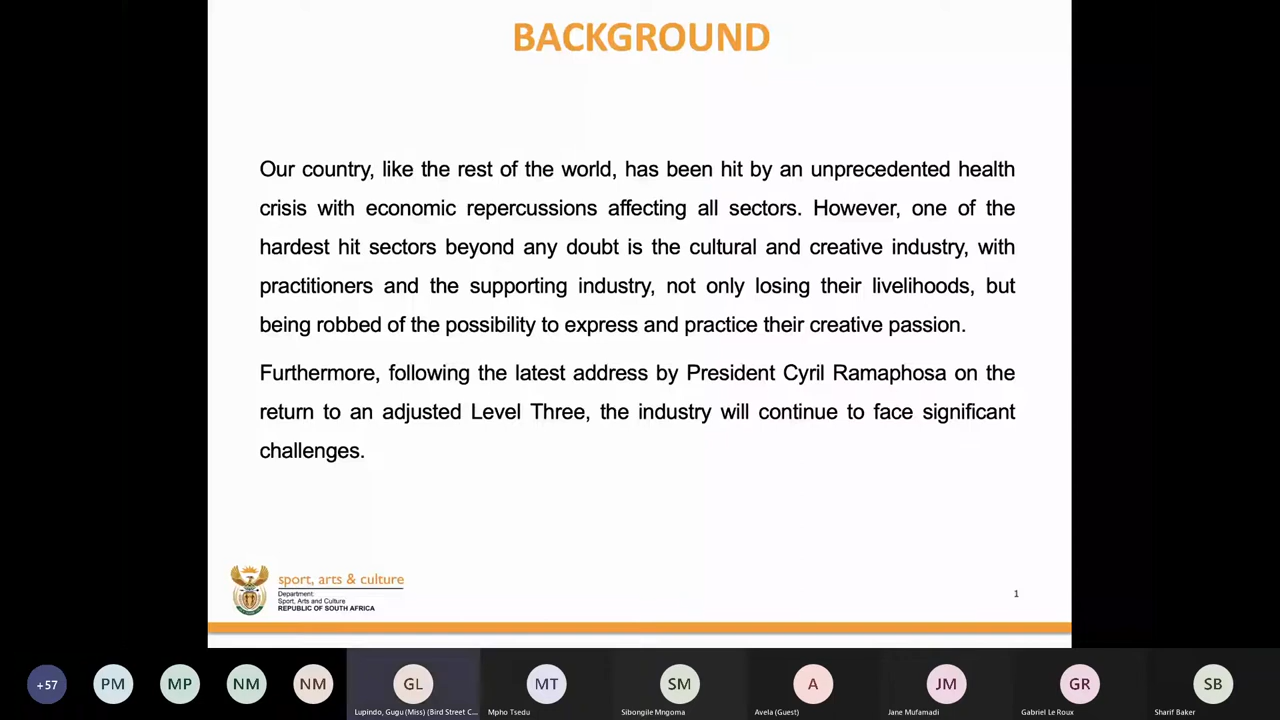 BACKGROUND
Our country, like the rest of the world, has been hit by an unprecedented health
crisis with economic repercussions affecting all sectors. However, one of the
hardest hit sectors beyond any doubt is the cultural and creative industry, with
practitioners and the supporting industry, not only losing their livelihoods, but
being robbed of the possibility to express and practice their creative passion.
Furthermore, following the latest address by President Cyril Ramaphosa on the
return to an adjusted Level Three, the industry will continue to face significant
challenges.
sport, arts & culture
Department:
Sport, Arts and Culture
REPUBLIC OF SOUTH AFRICA
1
+57 PM MP NM NM GL MT SM A JM GR SB
Lupindo, Gugu (Miss) (Bird Street C... Mpho Tsedu Sibongile Mngoma Avela (Guest) Jane Mufamadi Gabriel Le Roux Sharif Baker